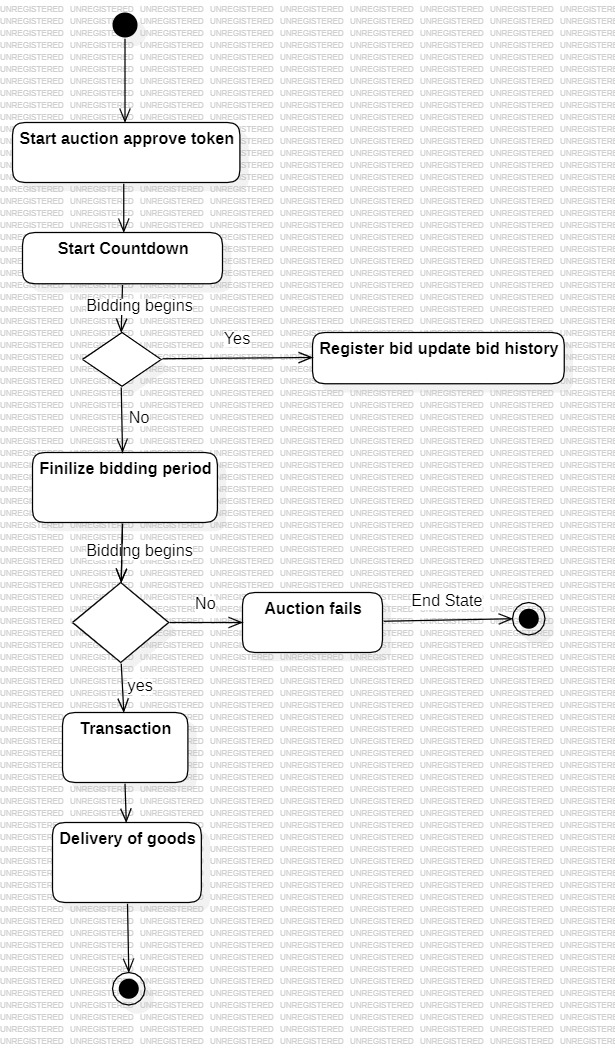 Start auction approve token
Start Countdown
Bidding begins
Yes
Register bid update bid history
No
Finilize bidding period
Bidding begins
No
Auction fails
End State
yes
Transaction
Delivery of goods
UNREGISTERED